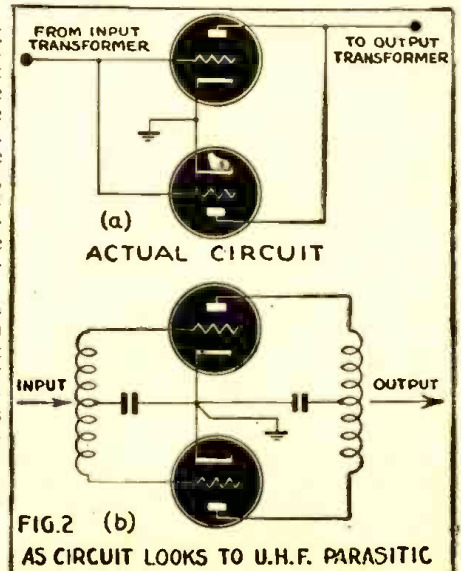 FROM INPUT
TRANSFORMER
TO OUTPUT
TRANSFORMER
(a)
ACTUAL CIRCUIT
INPUT
OUTPUT
FIG.2 (b)
AS CIRCUIT LOOKS TO U.H.F. PARASITIC